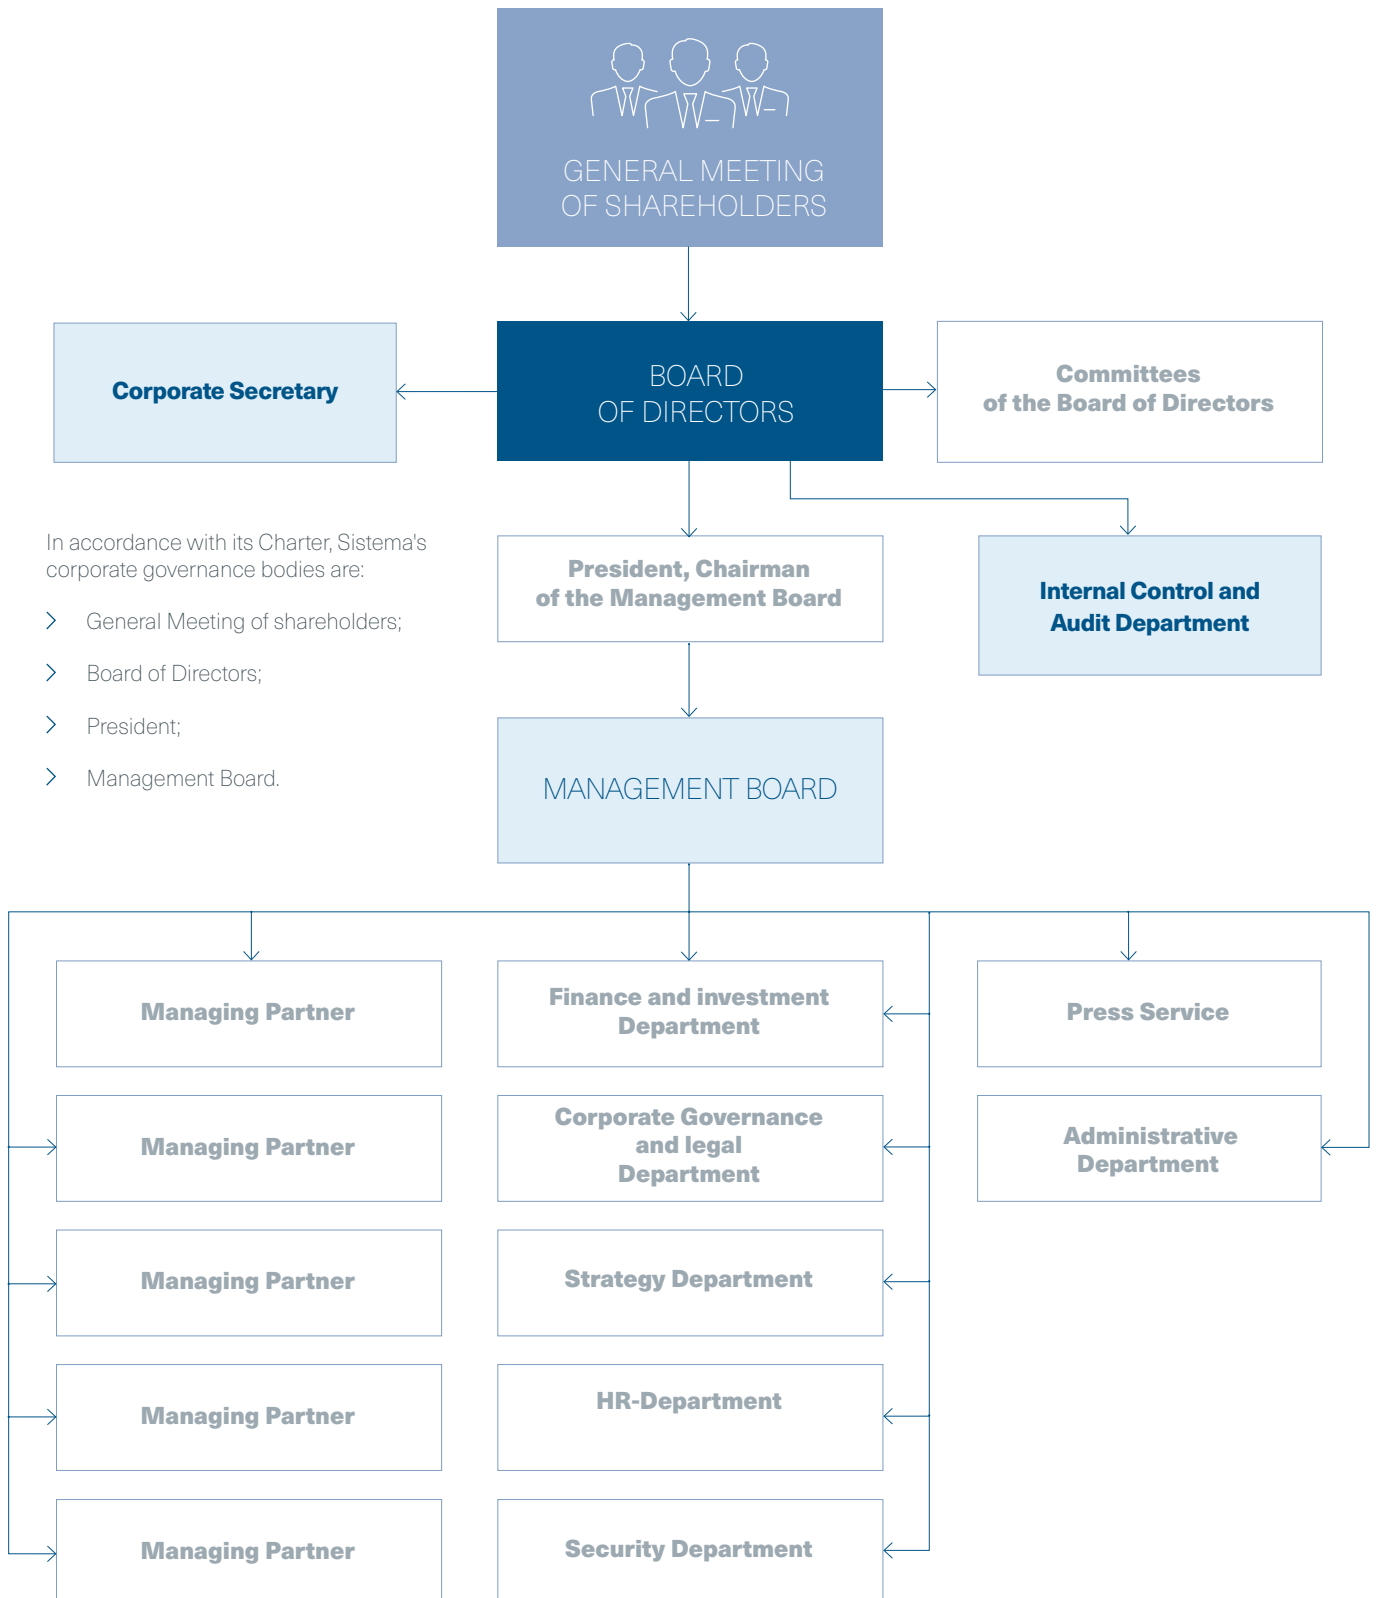 GENERAL MEETING
OF SHAREHOLDERS
Corporate Secretary
BOARD
OF DIRECTORS
Committees
of the Board of Directors
In accordance with its Charter, Sistema's
corporate governance bodies are:
General Meeting of shareholders;
Board of Directors;
President;
Management Board.
President, Chairman
of the Management Board
Internal Control and
Audit Department
MANAGEMENT BOARD
Managing Partner
Finance and investment
Department
Press Service
Managing Partner
Corporate Governance
and legal
Department
Administrative
Department
Managing Partner
Strategy Department
Managing Partner
HR-Department
Managing Partner
Security Department